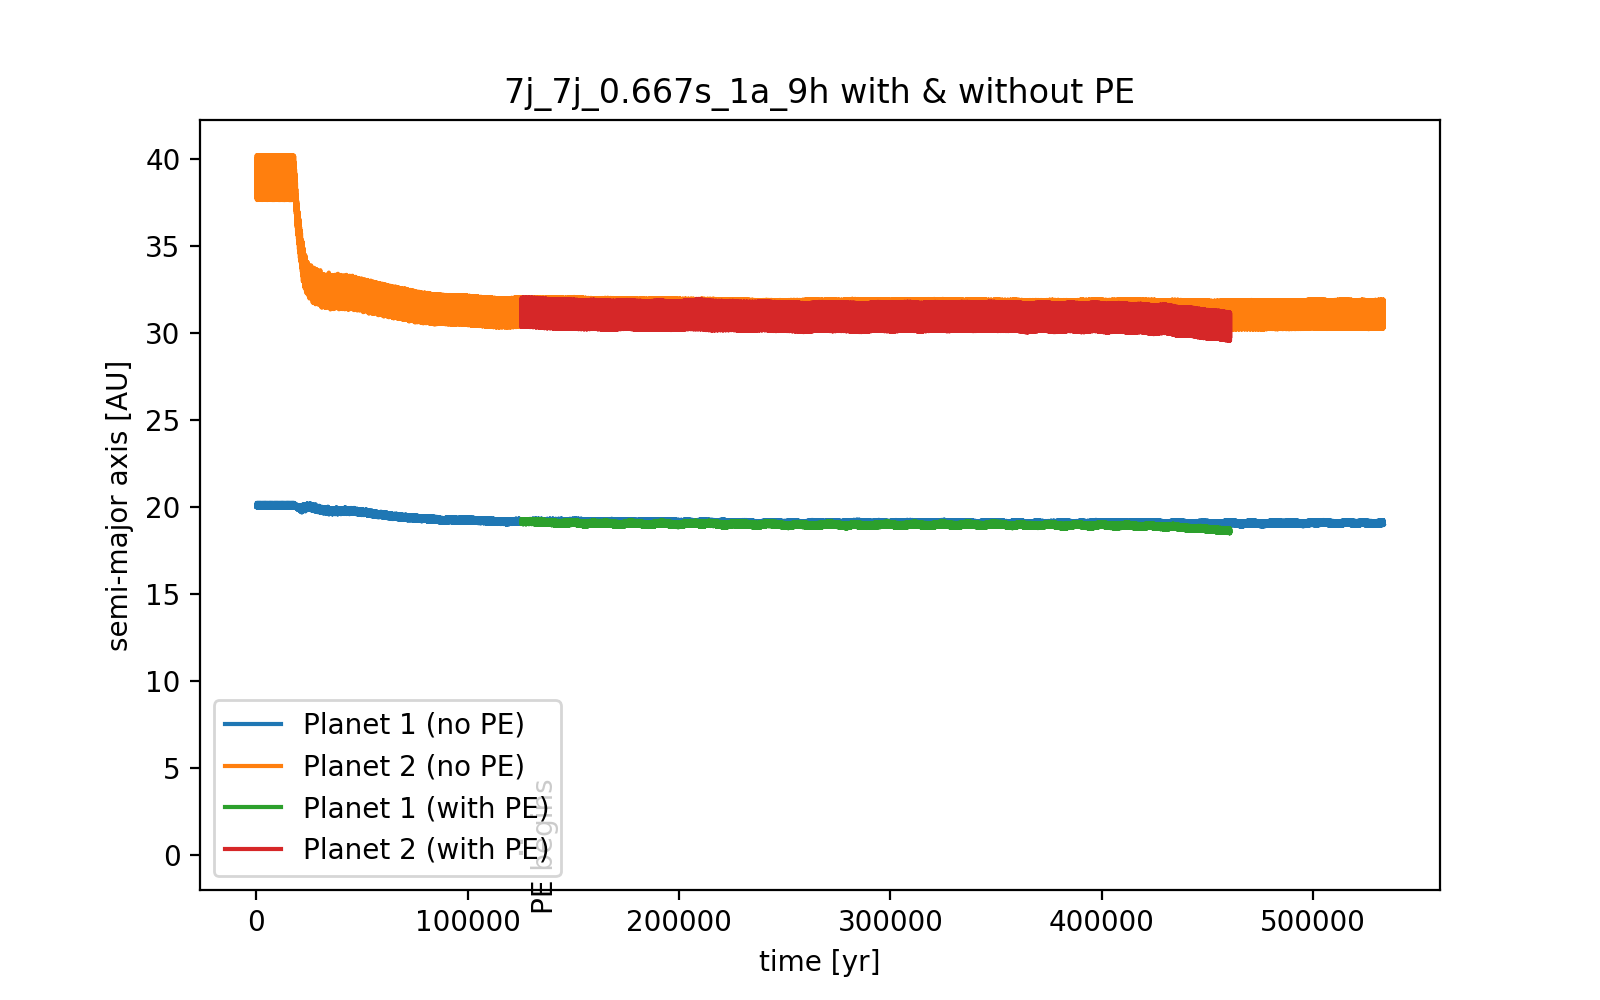 7j_7j_0.667s_1a_9h with & without PE
semi-major axis [AU]
40
35
30
25
20
15
10
5
0
Planet 1 (no PE)
Planet 2 (no PE)
Planet 1 (with PE)
Planet 2 (with PE)
PE begins
0
100000
200000
300000
400000
500000
time [yr]